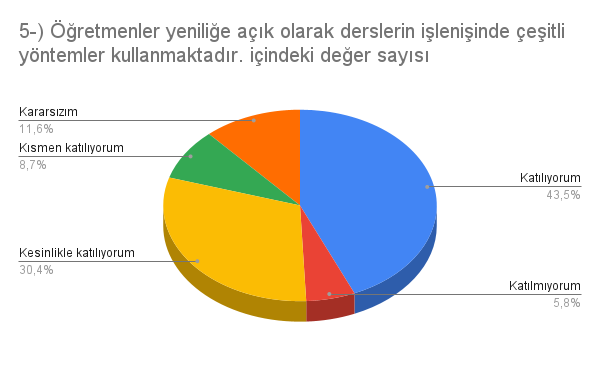 5-) Öğretmenler yeniliğe açık olarak derslerin işlenişinde çeşitli
yöntemler kullanmaktadır. içindeki değer sayısı
Kararsızım
11,6%
Kısmen katılıyorum
8,7%
Katılıyorum
43,5%
Kesinlikle katılıyorum
30,4%
Katılmıyorum
5,8%